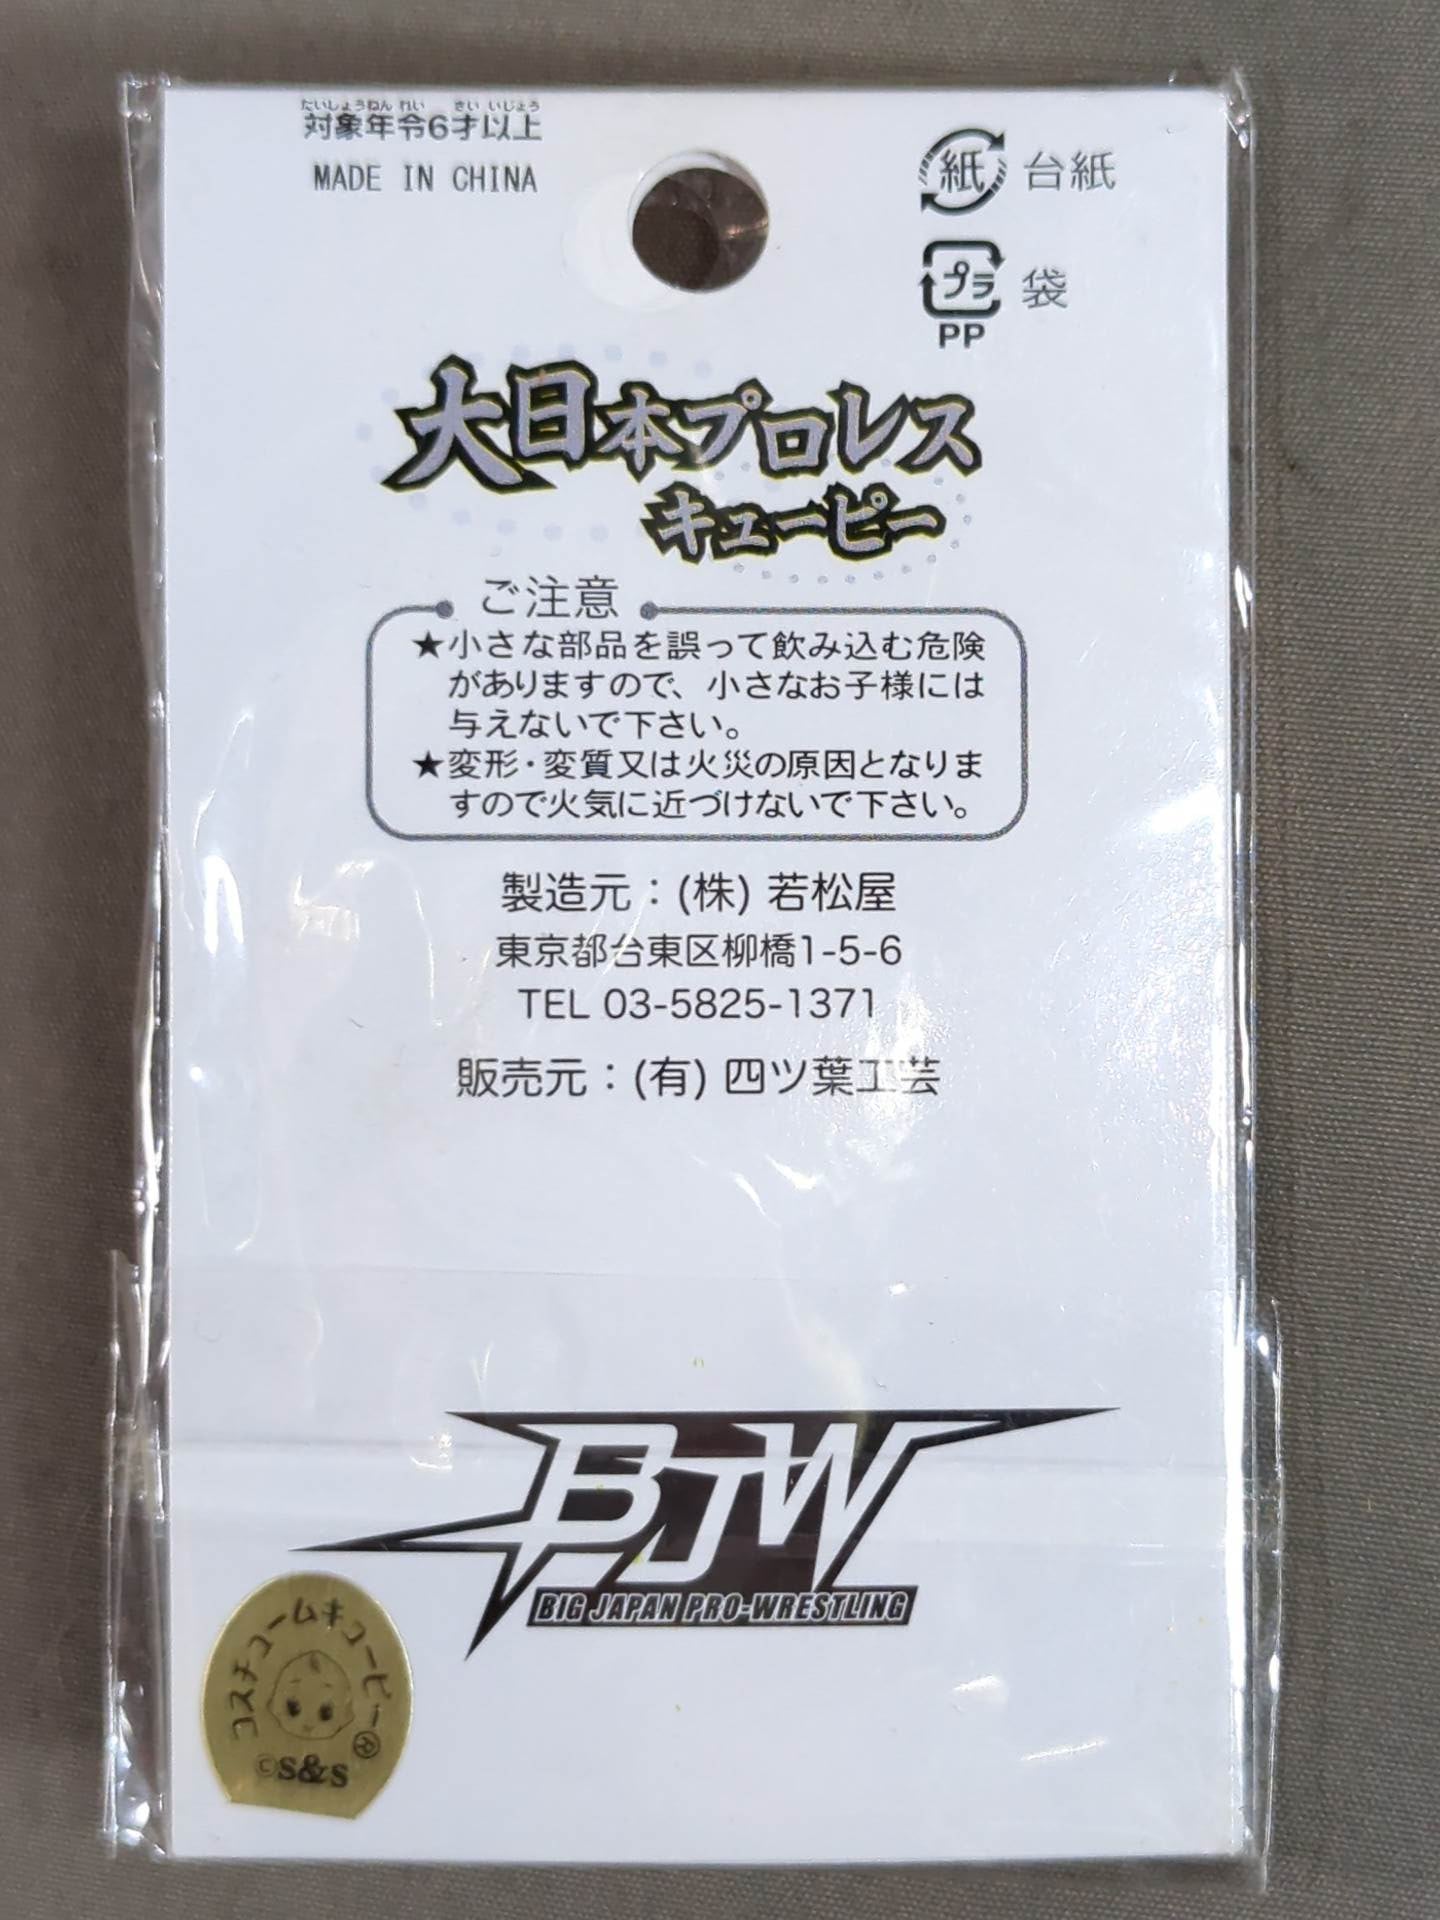 たいしょうねんれい さいいじょう
対象年令6才以上
MADE IN CHINA
紙 台紙
プラ 袋
PP
大日本プロレス
キューピー
ご注意
★小さな部品を誤って飲み込む危険
がありますので、小さなお子様には
与えないで下さい。
★変形・変質又は火災の原因となりま
すので火気に近づけないで下さい。
製造元：(株) 若松屋
東京都台東区柳橋1-5-6
TEL 03-5825-1371
販売元：(有) 四ツ葉工芸
BJW
BIG JAPAN PRO-WRESTLING
コスチュームキューピー®
©S&S